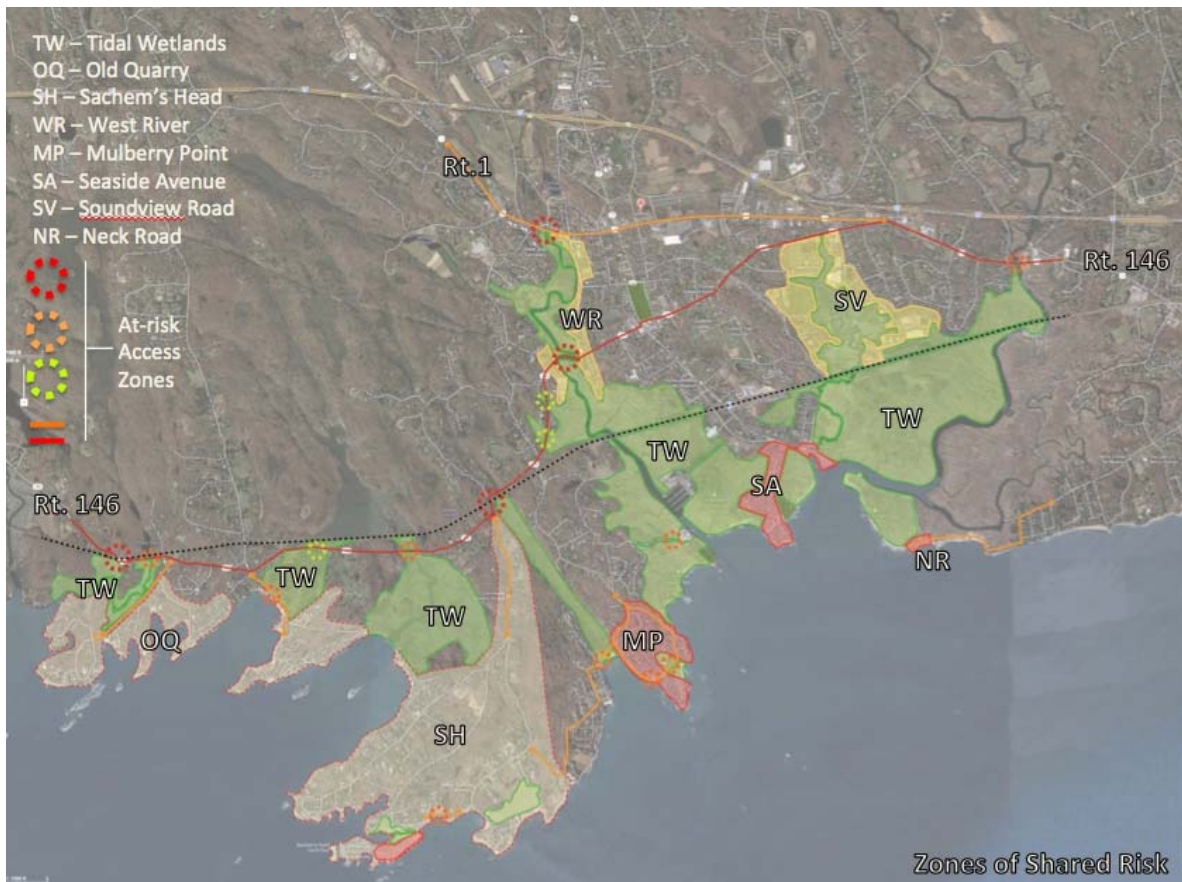 TW – Tidal Wetlands
OQ – Old Quarry
SH – Sachem's Head
WR – West River
MP – Mulberry Point
SA – Seaside Avenue
SV – Soundview Road
NR – Neck Road
At-risk
Access
Zones
Rt.1
Rt. 146
WR
SV
TW
TW
SA
Rt. 146
NR
TW
TW
TW
OQ
MP
SH
Zones of Shared Risk